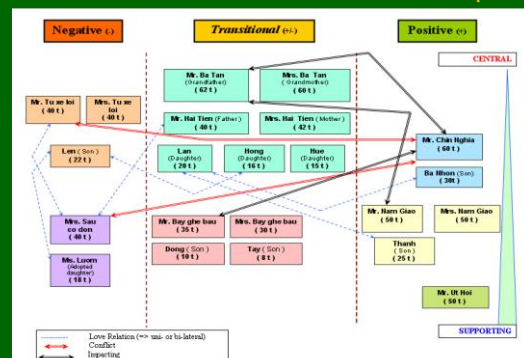 Negative (-)
Transitional (+/-)
Positive (+)
CENTRAL
Mr. Ba Tan
(Grandfather)
(62 t)
Mrs. Ba Tan
(Grandmother)
(60 t)
Mr. Tu xe loi
(40 t)
Mrs. Tu xe
loi
(40 t)
Mr. Hai Tien (Father)
(40 t)
Mrs. Hai Tien (Mother)
(42 t)
Mr. Chin Nghia
(60 t)
Len (Son)
(22 t)
Lan
(Daughter)
(20 t)
Hong
(Daughter)
(16 t)
Hue
(Daughter)
(15 t)
Ba Nhon (Son)
(30t)
Mrs. Sau
co don
(40 t)
Mr. Bay ghe bau
(35 t)
Mrs. Bay ghe bau
(30 t)
Mr. Nam Giao
(50 t)
Mrs. Nam Giao
(50 t)
Ms. Luom
(Adopted
daughter)
(18 t)
Dong (Son)
(10 t)
Tay (Son)
(8 t)
Thanh
(Son)
(25 t)
Mr. Ut Hoi
(50 t)
SUPPORTING
Love Relation (=> uni- or bi-lateral)
Conflict
Impacting